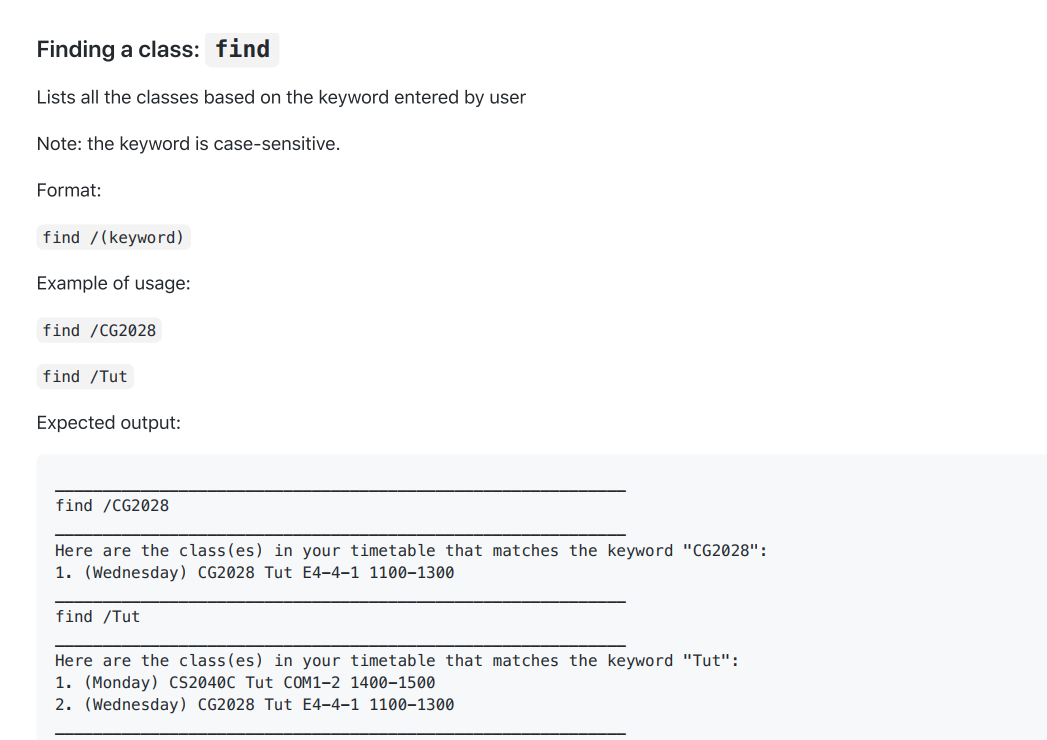 Finding a class: find
Lists all the classes based on the keyword entered by user
Note: the keyword is case-sensitive.
Format:
find /(keyword)
Example of usage:
find /CG2028
find /Tut
Expected output:
____________________________________________________________
find /CG2028
____________________________________________________________
Here are the class(es) in your timetable that matches the keyword "CG2028":
1. (Wednesday) CG2028 Tut E4-4-1 1100-1300
____________________________________________________________
find /Tut
____________________________________________________________
Here are the class(es) in your timetable that matches the keyword "Tut":
1. (Monday) CS2040C Tut COM1-2 1400-1500
2. (Wednesday) CG2028 Tut E4-4-1 1100-1300
____________________________________________________________